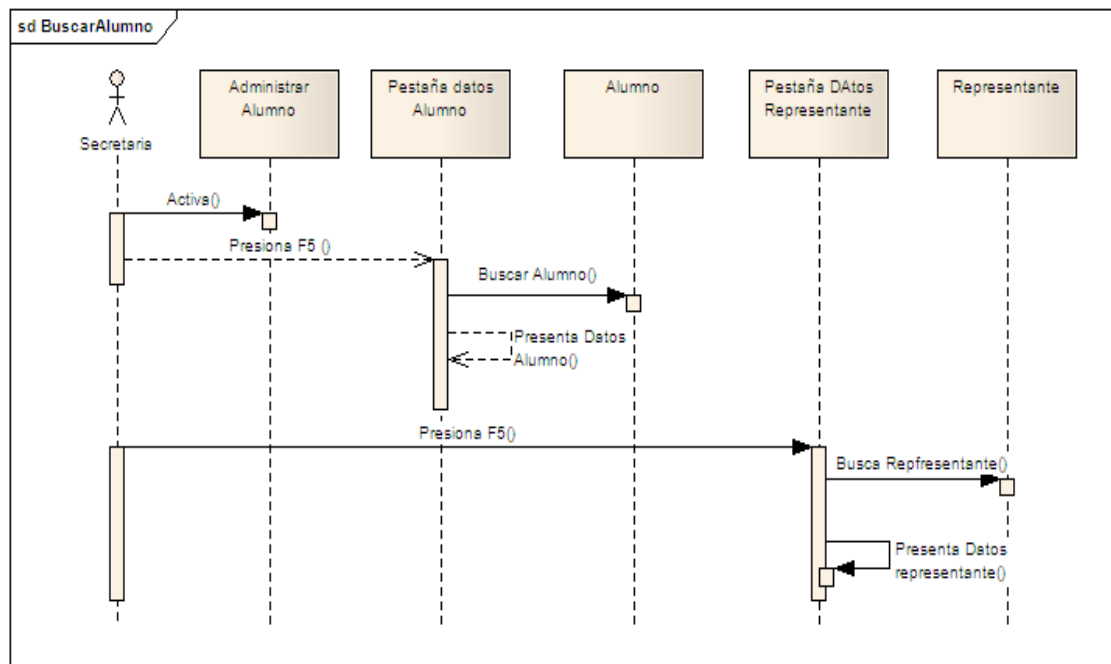 sd BuscarAlumno
Secretaria
Administrar
Alumno
Pestaña datos
Alumno
Alumno
Pestaña DAtos
Representante
Representante
Activa()
Presiona F5 ()
Buscar Alumno()
Presenta Datos
Alumno()
Presiona F5()
Busca Repfresentante()
Presenta Datos
representante()